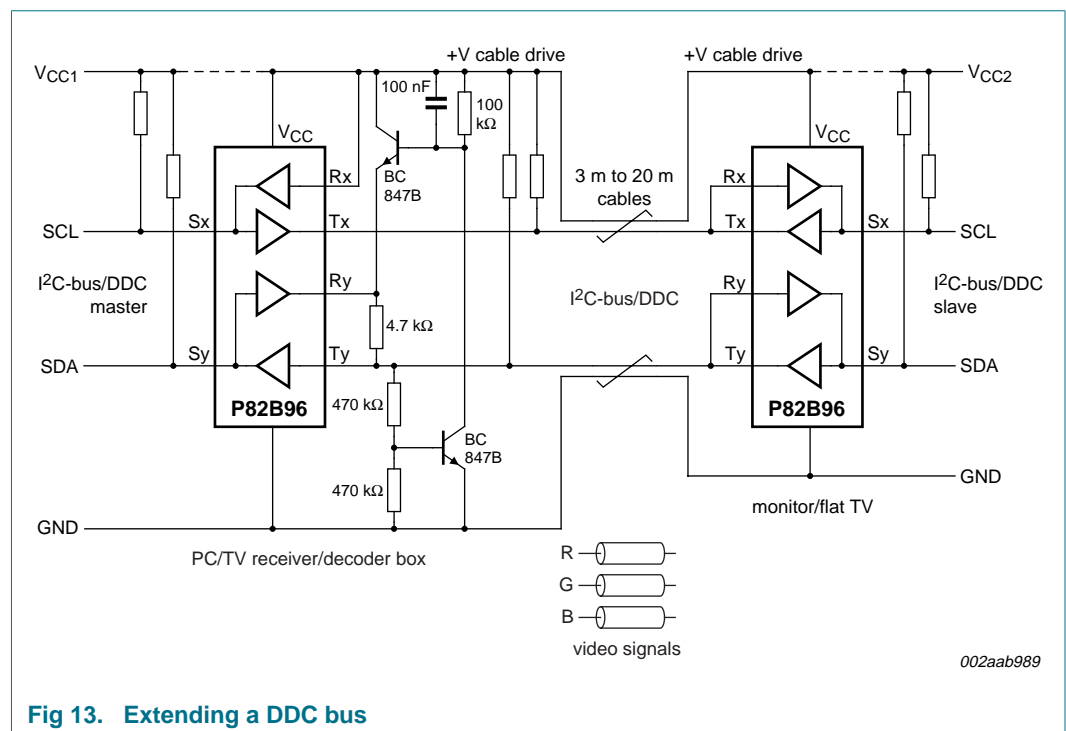 +V cable drive
+V cable drive
VCC1
100 nF
100
kΩ
VCC2
VCC
VCC
BC
847B
3 m to 20 m
cables
Rx
Rx
Sx
Tx
Tx
Sx
SCL
SCL
I2C-bus/DDC
master
Ry
I2C-bus/DDC
Ry
I2C-bus/DDC
slave
4.7 kΩ
Sy
Ty
Ty
Sy
SDA
SDA
P82B96
470 kΩ
P82B96
BC
847B
470 kΩ
GND
monitor/flat TV
GND
PC/TV receiver/decoder box
R
G
B
video signals
002aab989
Fig 13. Extending a DDC bus